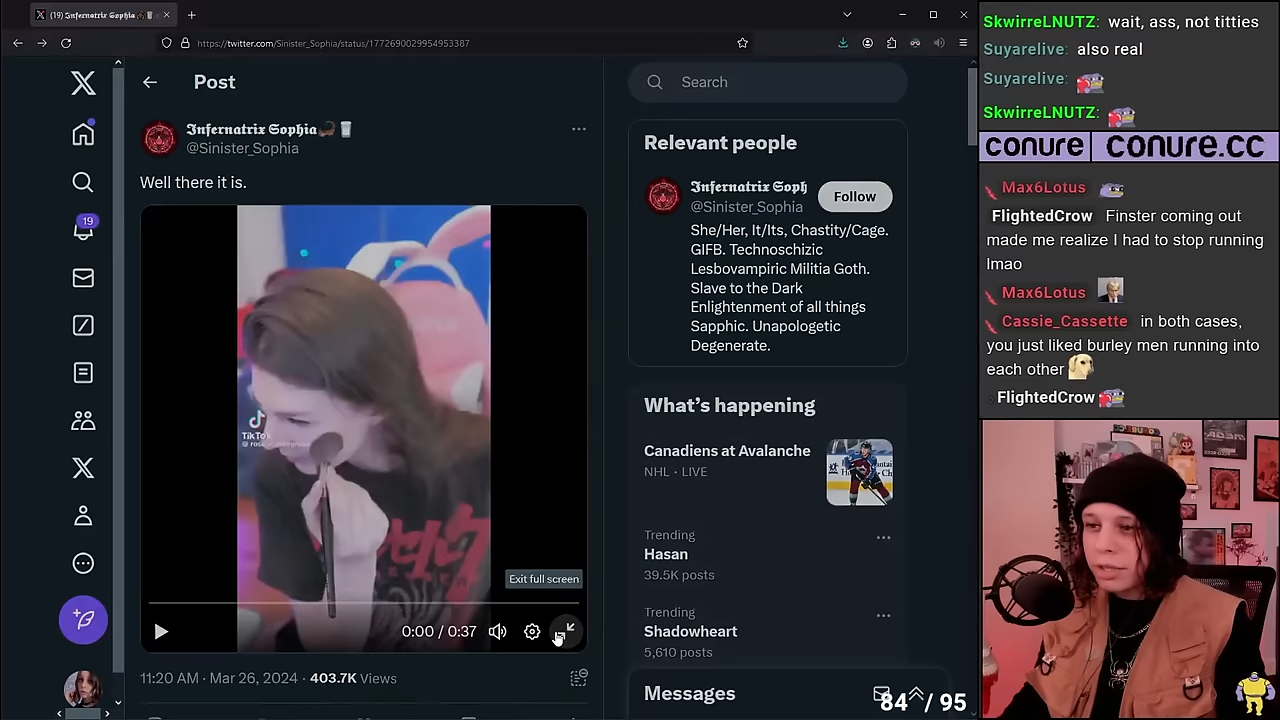 (19) 𝕴𝖓𝖋𝖊𝖗𝖓𝖆𝖙𝖗𝖎𝖝 𝕾𝖔𝖕𝖍𝖎𝖆
https://twitter.com/Sinister_Sophia/status/1772690029954953387
Post
Search
19
𝕴𝖓𝖋𝖊𝖗𝖓𝖆𝖙𝖗𝖎𝖝 𝕾𝖔𝖕𝖍𝖎𝖆
@Sinister_Sophia
Well there it is.
TikTok
Exit full screen
0:00 / 0:37
11:20 AM · Mar 26, 2024 · 403.7K Views
Relevant people
𝕴𝖓𝖋𝖊𝖗𝖓𝖆𝖙𝖗𝖎𝖝 𝕾𝖔𝖕𝖍
@Sinister_Sophia
Follow
She/Her, It/Its, Chastity/Cage.
GIFB. Technoschizic
Lesbovampiric Militia Goth.
Slave to the Dark
Enlightenment of all things
Sapphic. Unapologetic
Degenerate.
What's happening
Canadiens at Avalanche
NHL · LIVE
Trending
Hasan
39.5K posts
Trending
Shadowheart
5,610 posts
Messages
84 / 95
SkwirreLNUTZ: wait, ass, not titties
Suyarelive: also real
Suyarelive:
SkwirreLNUTZ:
conure conure.cc
Max6Lotus
FlightedCrow Finster coming out
made me realize I had to stop running
lmao
Max6Lotus
Cassie_Cassette in both cases,
you just liked burley men running into
each other
FlightedCrow